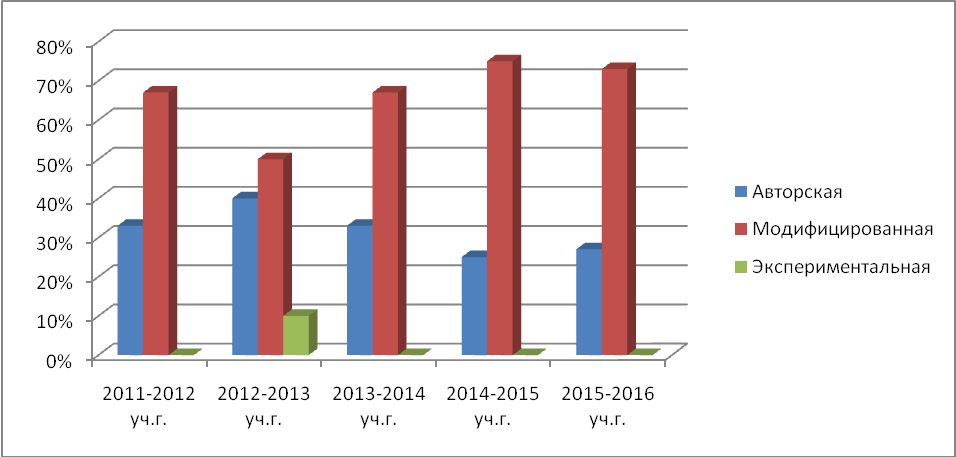 80%
70%
60%
50%
40%
30%
20%
10%
0%
2011-2012
уч.г.
2012-2013
уч.г.
2013-2014
уч.г.
2014-2015
уч.г.
2015-2016
уч.г.
Авторская
Модифицированная
Экспериментальная